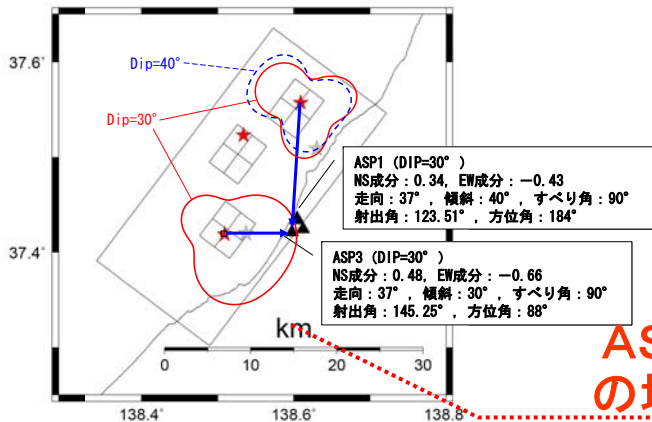 37.6°
37.4°
Dip=40°
Dip=30°
ASP1 (DIP=30°)
NS成分：0.34, EW成分：−0.43
走向：37°, 傾斜：40°, すべり角：90°
射出角：123.51°, 方位角：184°
ASP3 (DIP=30°)
NS成分：0.48, EW成分：−0.66
走向：37°, 傾斜：30°, すべり角：90°
射出角：145.25°, 方位角：88°
km
0 10 20 30
138.4° 138.6° 138.8
AS
の